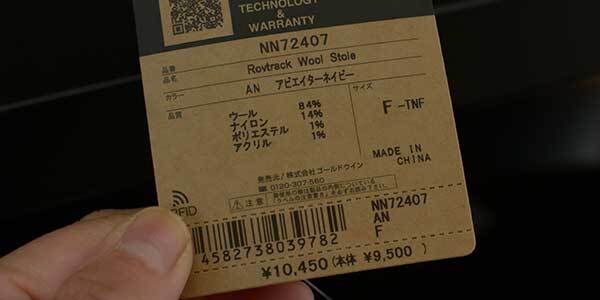 TECHNOLOGY
&
WARRANTY
NN72407
品番
品名 Rovtrack Wool Stole
カラー AN アビエイターネイビー
品質 サイズ
ウール 84%
ナイロン 14%
ポリエステル 1%
アクリル 1%
F -TNF
MADE IN
CHINA
発売元/株式会社ゴールドウイン
0120-307-560
注意
RFID
4582738039782
NN72407
AN
F
¥10,450(本体 ¥9,500)